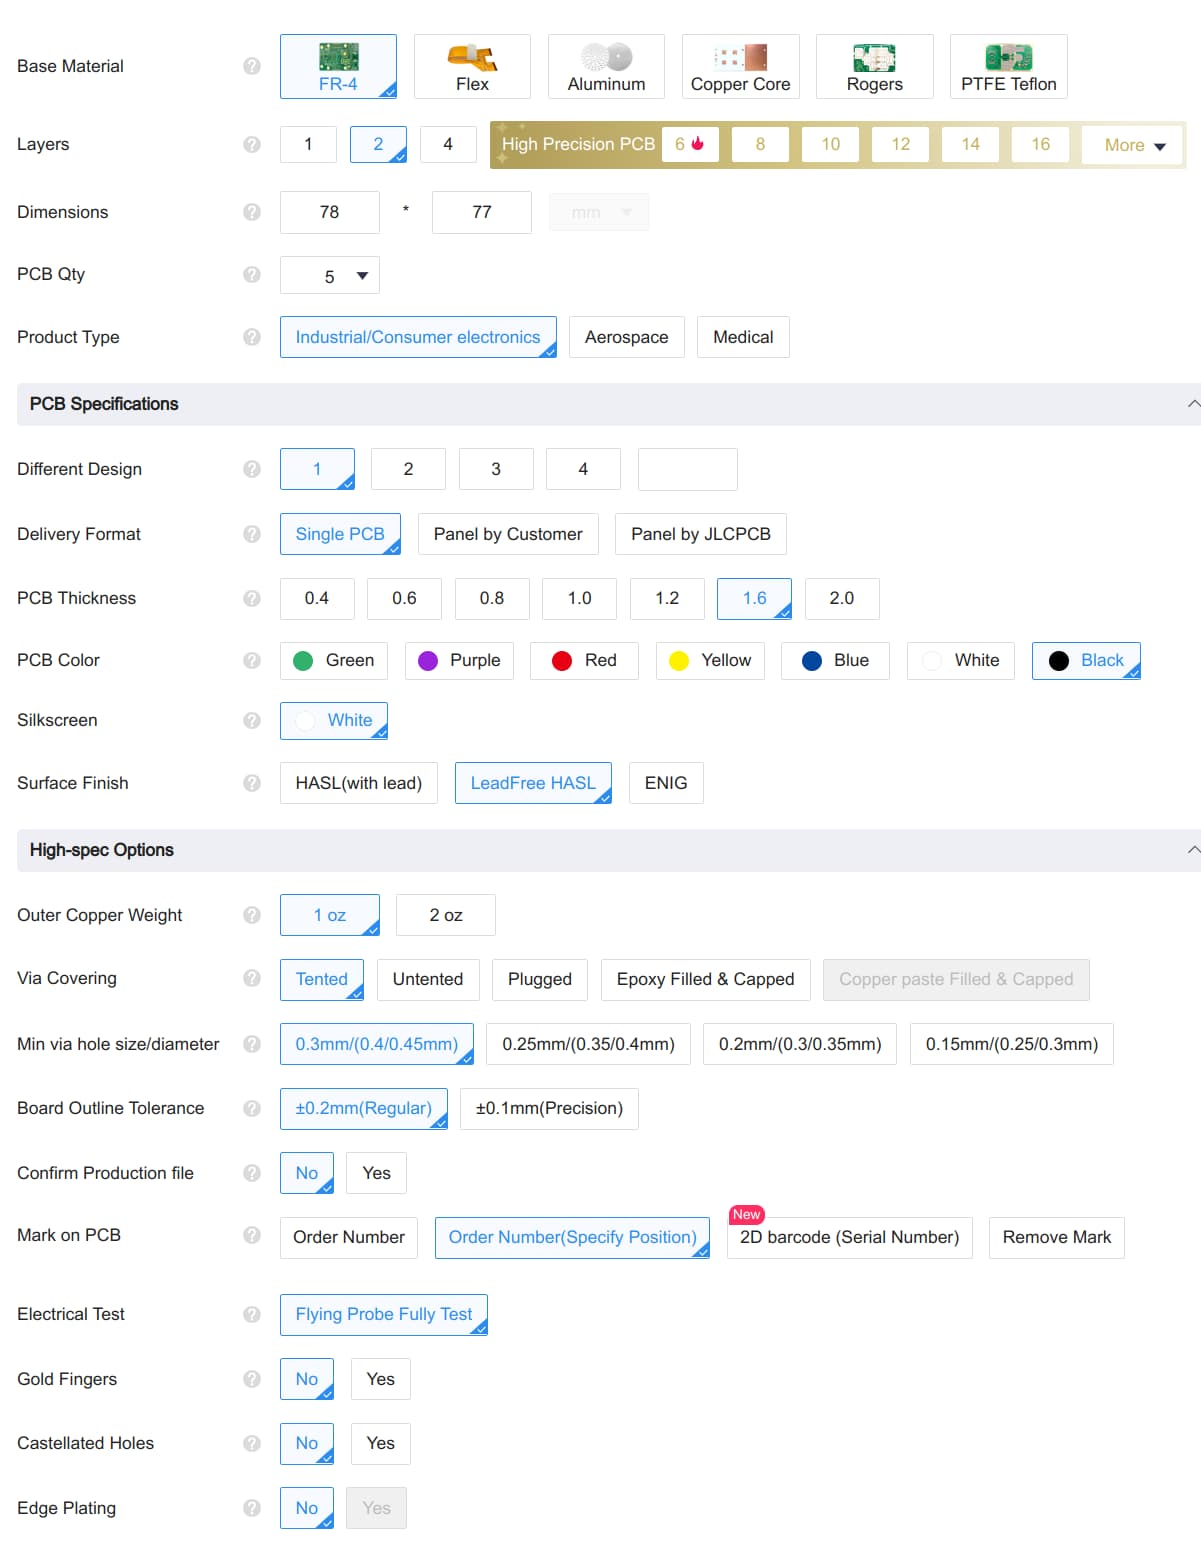 Base Material ? FR-4 Flex Aluminum Copper Core Rogers PTFE Teflon
Layers ? 1 2 4 High Precision PCB 6 8 10 12 14 16 More
Dimensions ? 78 * 77 mm
PCB Qty ? 5
Product Type ? Industrial/Consumer electronics Aerospace Medical
PCB Specifications
Different Design ? 1 2 3 4
Delivery Format ? Single PCB Panel by Customer Panel by JLCPCB
PCB Thickness ? 0.4 0.6 0.8 1.0 1.2 1.6 2.0
PCB Color ? Green Purple Red Yellow Blue White Black
Silkscreen ? White
Surface Finish ? HASL(with lead) LeadFree HASL ENIG
High-spec Options
Outer Copper Weight ? 1 oz 2 oz
Via Covering ? Tented Untented Plugged Epoxy Filled & Capped Copper paste Filled & Capped
Min via hole size/diameter ? 0.3mm/(0.4/0.45mm) 0.25mm/(0.35/0.4mm) 0.2mm/(0.3/0.35mm) 0.15mm/(0.25/0.3mm)
Board Outline Tolerance ? ±0.2mm(Regular) ±0.1mm(Precision)
Confirm Production file ? No Yes
New
Mark on PCB ? Order Number Order Number(Specify Position) 2D barcode (Serial Number) Remove Mark
Electrical Test ? Flying Probe Fully Test
Gold Fingers ? No Yes
Castellated Holes ? No Yes
Edge Plating ? No Yes